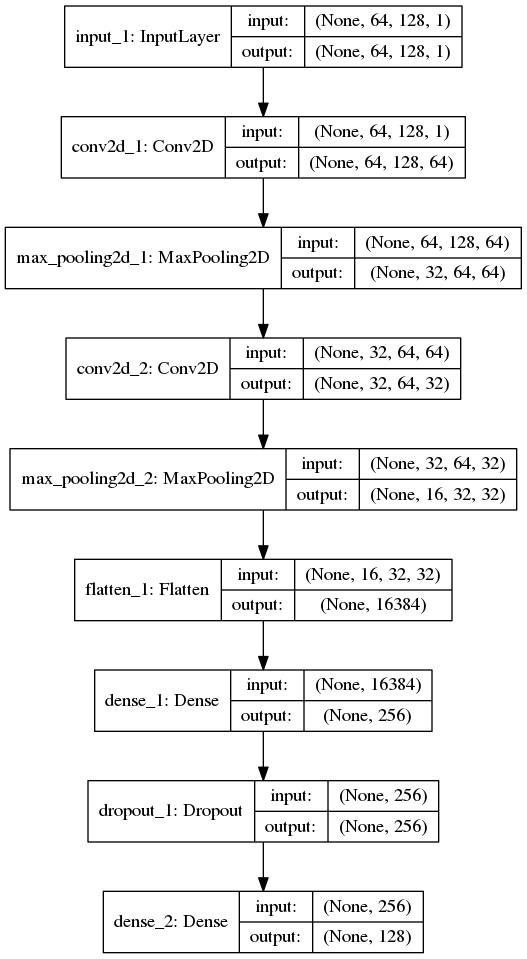 input_1: InputLayer
input: (None, 64, 128, 1)
output: (None, 64, 128, 1)
conv2d_1: Conv2D
input: (None, 64, 128, 1)
output: (None, 64, 128, 64)
max_pooling2d_1: MaxPooling2D
input: (None, 64, 128, 64)
output: (None, 32, 64, 64)
conv2d_2: Conv2D
input: (None, 32, 64, 64)
output: (None, 32, 64, 32)
max_pooling2d_2: MaxPooling2D
input: (None, 32, 64, 32)
output: (None, 16, 32, 32)
flatten_1: Flatten
input: (None, 16, 32, 32)
output: (None, 16384)
dense_1: Dense
input: (None, 16384)
output: (None, 256)
dropout_1: Dropout
input: (None, 256)
output: (None, 256)
dense_2: Dense
input: (None, 256)
output: (None, 128)